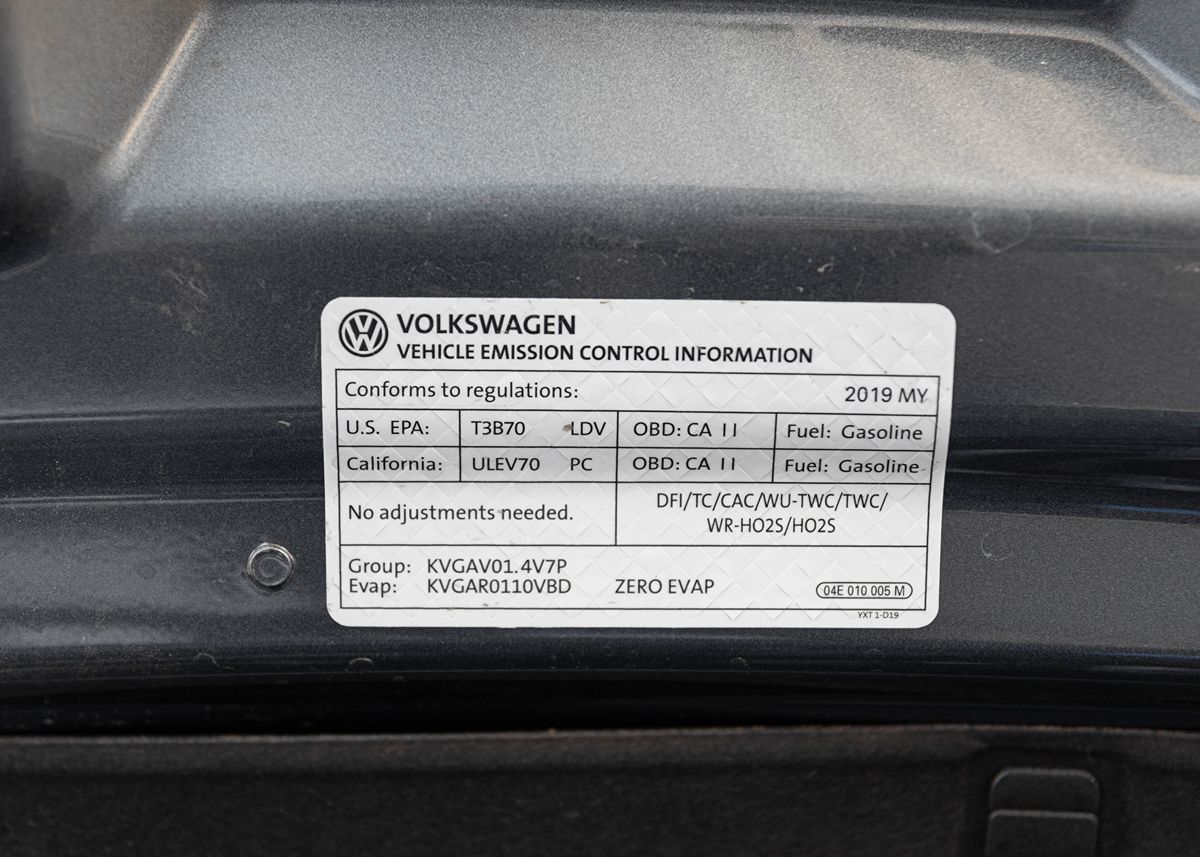 VOLKSWAGEN
VEHICLE EMISSION CONTROL INFORMATION
Conforms to regulations: 2019 MY
U.S. EPA: T3B70 LDV OBD: CA II Fuel: Gasoline
California: ULEV70 PC OBD: CA II Fuel: Gasoline
No adjustments needed.
DFI/TC/CAC/WU-TWC/TWC/
WR-HO2S/HO2S
Group: KVGAV01.4V7P
Evap: KVGAR0110VBD ZERO EVAP 04E 010 005 M
YXT 1-D19